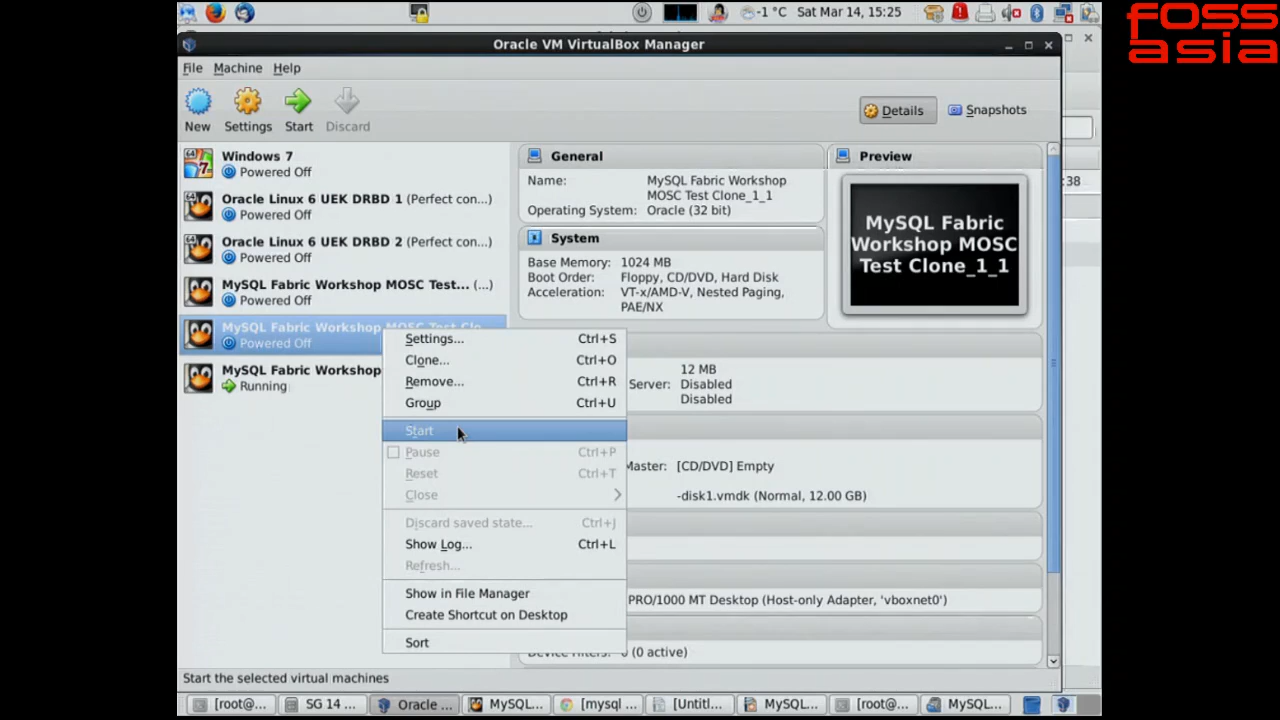 -1 °C Sat Mar 14, 15:25
foss
asia
Oracle VM VirtualBox Manager
File Machine Help
New Settings Start Discard
Details Snapshots
Windows 7
Powered Off
Oracle Linux 6 UEK DRBD 1 (Perfect con...)
Powered Off
Oracle Linux 6 UEK DRBD 2 (Perfect con...)
Powered Off
MySQL Fabric Workshop MOSC Test... (...)
Powered Off
MySQL Fabric Workshop MOSC Test Clo...
Powered Off
MySQL Fabric Workshop
Running
General
Name: MySQL Fabric Workshop
MOSC Test Clone_1_1
Operating System: Oracle (32 bit)
System
Base Memory: 1024 MB
Boot Order: Floppy, CD/DVD, Hard Disk
Acceleration: VT-x/AMD-V, Nested Paging,
PAE/NX
Preview
MySQL Fabric
Workshop MOSC
Test Clone_1_1
:38
Settings... Ctrl+S
Clone... Ctrl+O
Remove... Ctrl+R
Group Ctrl+U
Start
Pause Ctrl+P
Reset Ctrl+T
Close
Discard saved state... Ctrl+J
Show Log... Ctrl+L
Refresh...
Show in File Manager
Create Shortcut on Desktop
Sort
12 MB
Server: Disabled
Disabled
Master: [CD/DVD] Empty
-disk1.vmdk (Normal, 12.00 GB)
PRO/1000 MT Desktop (Host-only Adapter, 'vboxnet0')
Device Filters: 0 (0 active)
Start the selected virtual machines
[root@... SG 14 ... Oracle ... MySQL... [mysql ... [Untitl... MySQL... [root@... MySQL...